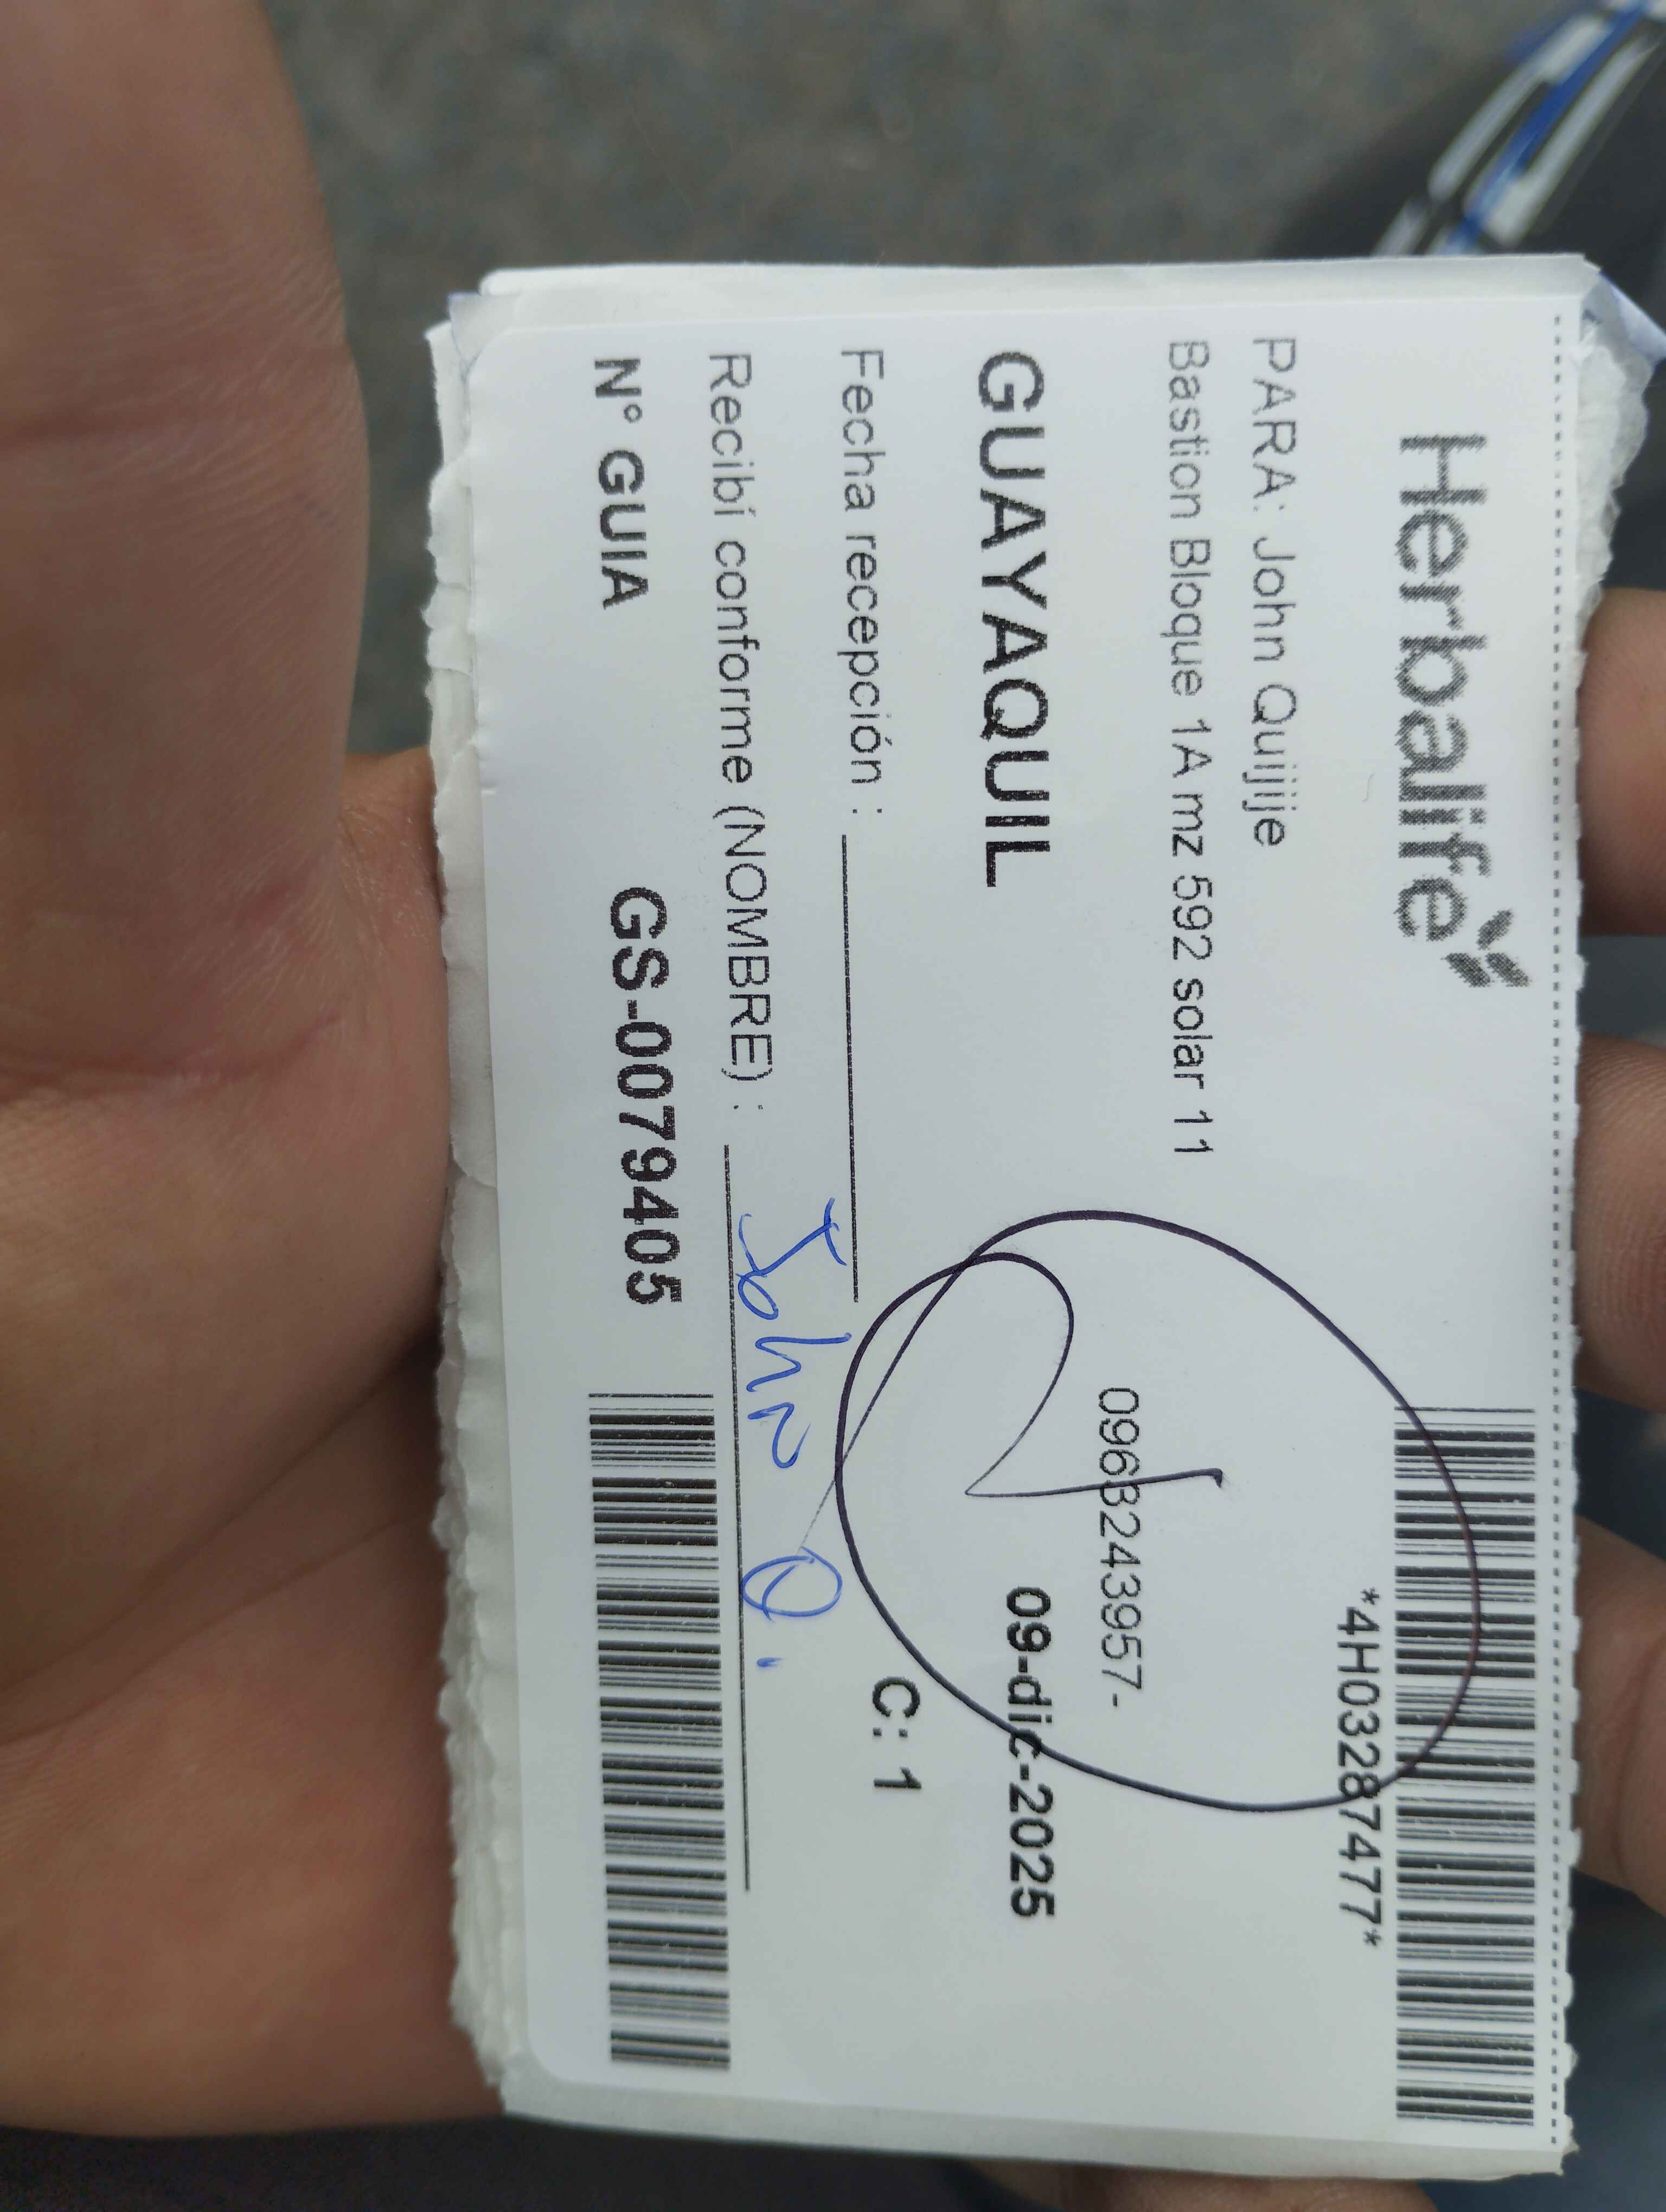 Herbalife
*4H03287477*
PARA: John Quijije
Bastion Bloque 1A mz 592 solar 11
0968243957-
GUAYAQUIL
09-dic-2025
Fecha recepción :
C: 1
Recibí conforme (NOMBRE) : John Q.
N° GUIA GS-0079405